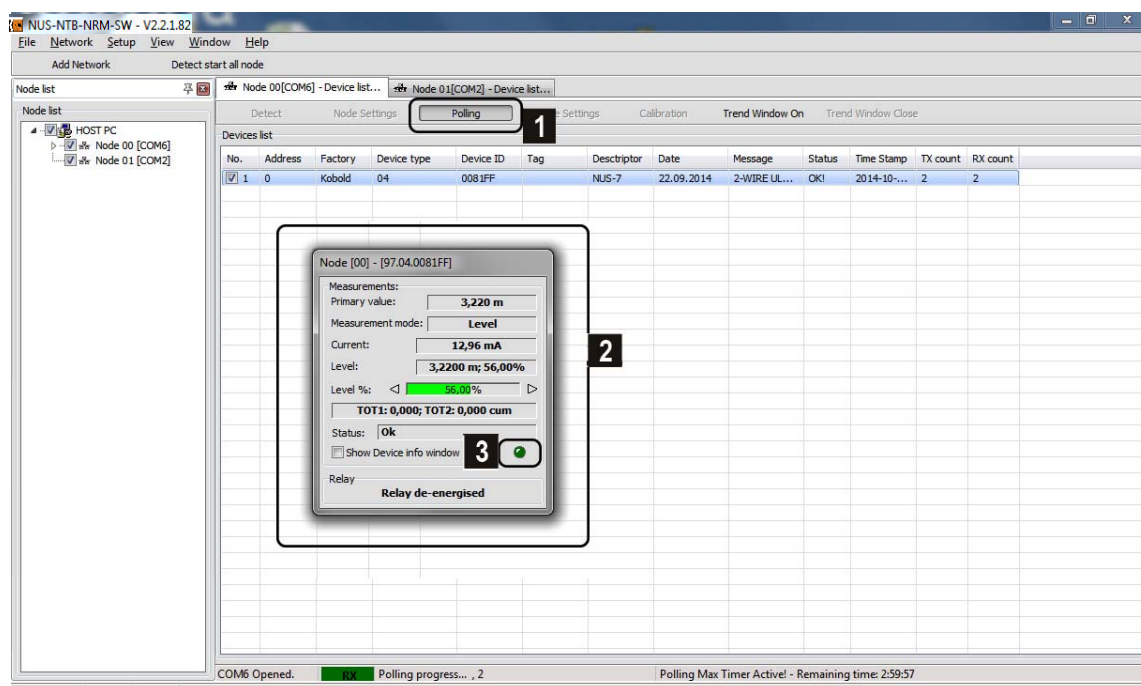 NUS-NTB-NRM-SW - V2.2.1.82
File Network Setup View Window Help
Add Network Detect start all node
Node list
Node list
HOST PC
Node 00 [COM6]
Node 01 [COM2]
Node 00[COM6] - Device list... Node 01[COM2] - Device list...
Detect Node Settings Polling 1 Settings Calibration Trend Window On Trend Window Close
Devices list
No. Address Factory Device type Device ID Tag Desctriptor Date Message Status Time Stamp TX count RX count
1 0 Kobold 04 0081FF NUS-7 22.09.2014 2-WIRE UL... OK! 2014-10-... 2 2
Node [00] - [97.04.0081FF]
Measurements:
Primary value: 3,220 m
Measurement mode: Level
Current: 12,96 mA
2
Level: 3,2200 m; 56,00%
Level %: 56,00%
TOT1: 0,000; TOT2: 0,000 cum
Status: Ok
Show Device info window 3
Relay
Relay de-energised
COM6 Opened. RX Polling progress... , 2 Polling Max Timer Active! - Remaining time: 2:59:57